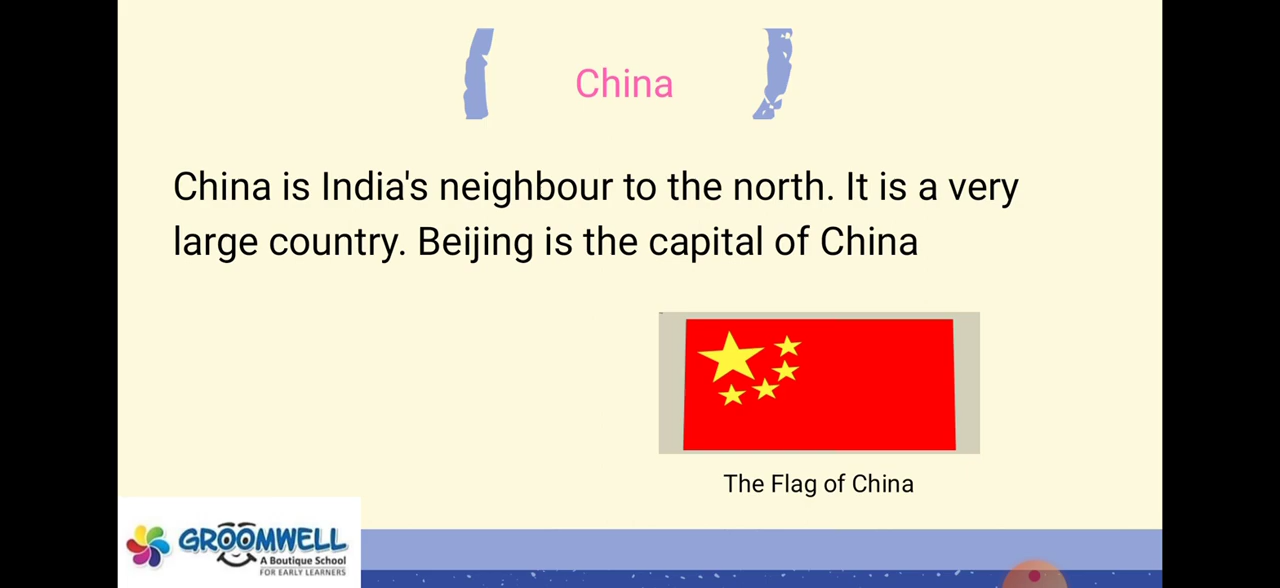 China
China is India's neighbour to the north. It is a very
large country. Beijing is the capital of China
The Flag of China
GROOMWELL
A Boutique School
FOR EARLY LEARNERS